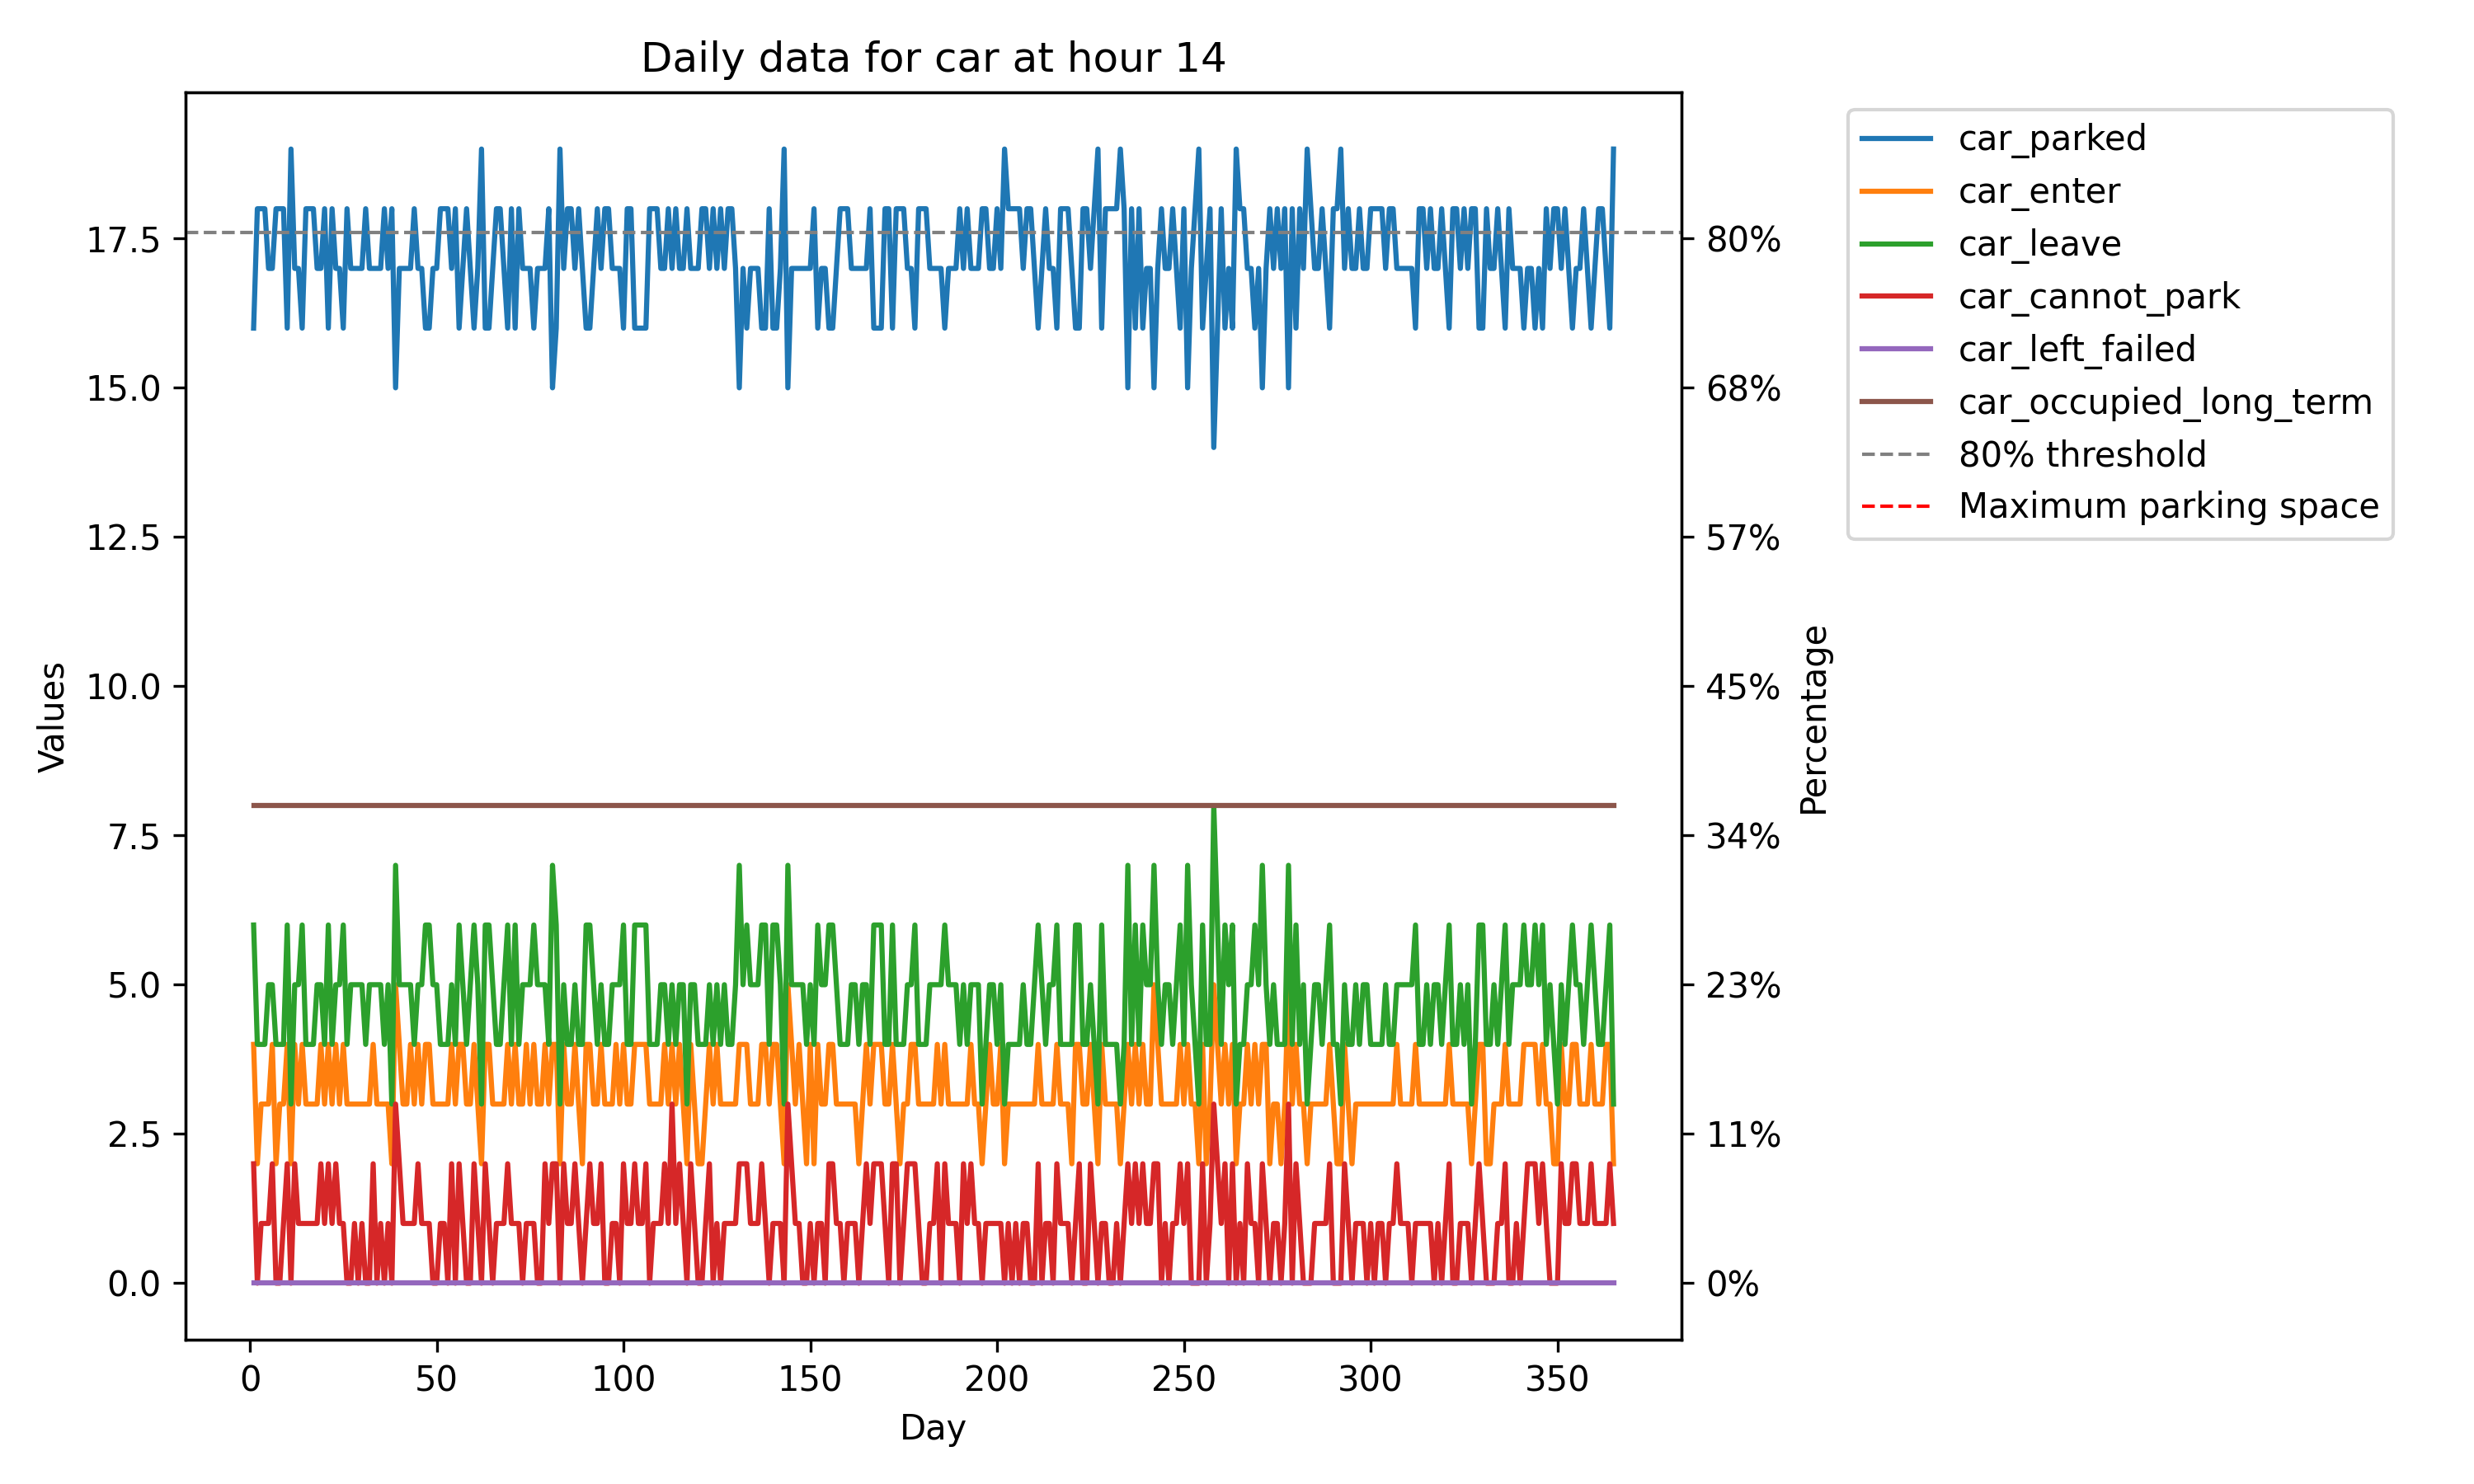 Daily data for car at hour 14
Values
17.5
15.0
12.5
10.0
7.5
5.0
2.5
0.0
0
50
100
150
200
250
300
350
Day
80%
68%
57%
45%
34%
23%
11%
0%
Percentage
car_parked
car_enter
car_leave
car_cannot_park
car_left_failed
car_occupied_long_term
80% threshold
Maximum parking space